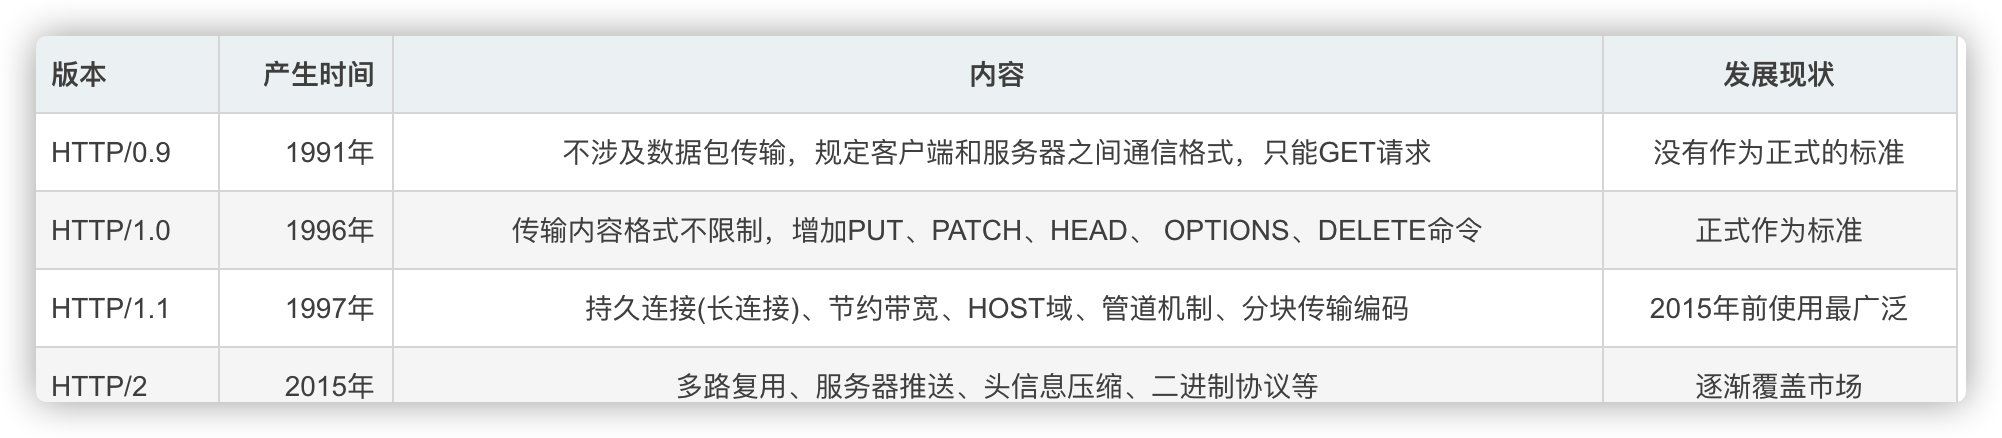 版本 产生时间 内容 发展现状
HTTP/0.9 1991年 不涉及数据包传输，规定客户端和服务器之间通信格式，只能GET请求 没有作为正式的标准
HTTP/1.0 1996年 传输内容格式不限制，增加PUT、PATCH、HEAD、 OPTIONS、DELETE命令 正式作为标准
HTTP/1.1 1997年 持久连接(长连接)、节约带宽、HOST域、管道机制、分块传输编码 2015年前使用最广泛
HTTP/2 2015年 多路复用、服务器推送、头信息压缩、二进制协议等 逐渐覆盖市场